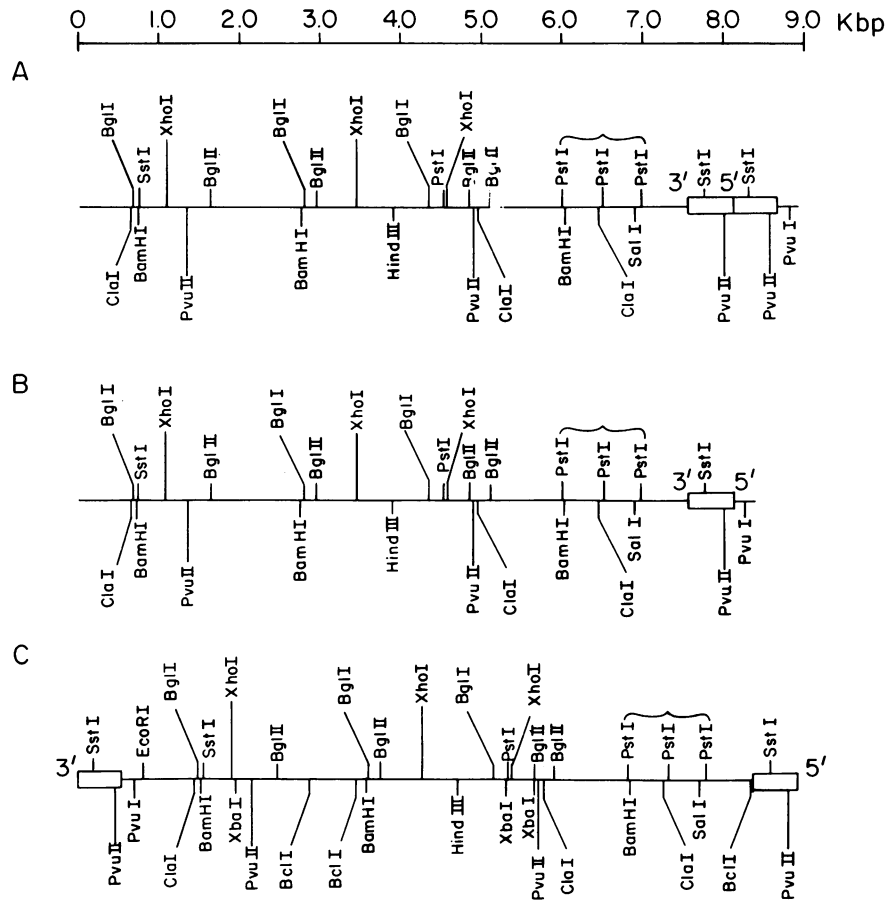 0 1.0 2.0 3.0 4.0 5.0 6.0 7.0 8.0 9.0 Kbp
A
BglI SstI XhoI BglII BglI BglII XhoI BglI PstI XhoI BglII PstI PstI PstI 3' SstI 5' SstI
ClaI BamHI PvuII BamHI HindIII PvuII ClaI BamHI ClaI SalI PvuII PvuII PvuI
B
BglI SstI XhoI BglII BglI BglII XhoI BglI PstI XhoI BglII BglII PstI PstI PstI 3' SstI 5'
ClaI BamHI PvuII BamHI HindIII PvuII ClaI BamHI ClaI SalI PvuII PvuI
C
3' SstI EcoRI BglI SstI XhoI BglII BglI BglII XhoI BglI PstI XhoI BglII BglII PstI PstI PstI SstI 5'
PvuII PvuI ClaI BamHI XbaI PvuII BclI BclI BamHI HindIII XbaI XbaI PvuII ClaI BamHI ClaI SalI BclI PvuII